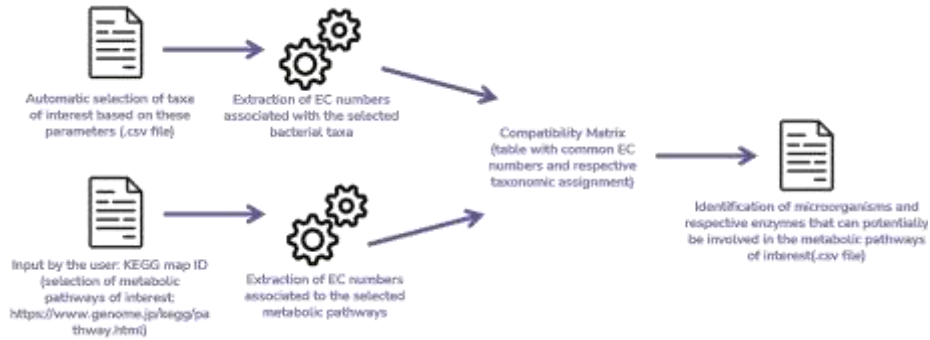 Automatic selection of taxa
of interest based on these
parameters (.csv file)
Extraction of EC numbers
associated with the selected
bacterial taxa
Compatibility Matrix
(table with common EC
numbers and respective
taxonomic assignment)
Identification of microorganisms and
respective enzymes that can potentially
be involved in the metabolic pathways
of interest(.csv file)
Input by the user: KEGG map ID
(selection of metabolic
pathways of interest;
https://www.genome.jp/kegg/pa
thway.html)
Extraction of EC numbers
associated to the selected
metabolic pathways